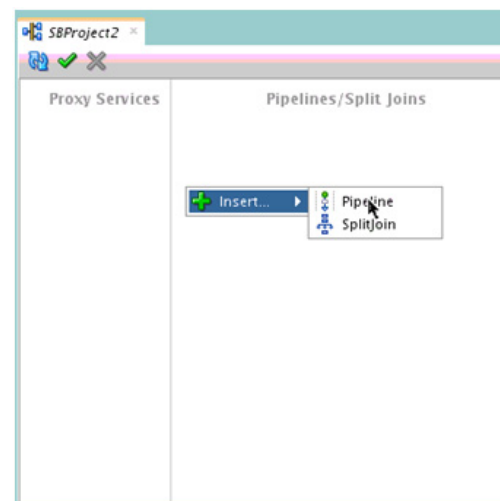 SBProject2
Proxy Services
Pipelines/Split Joins
Insert...
Pipeline
SplitJoin